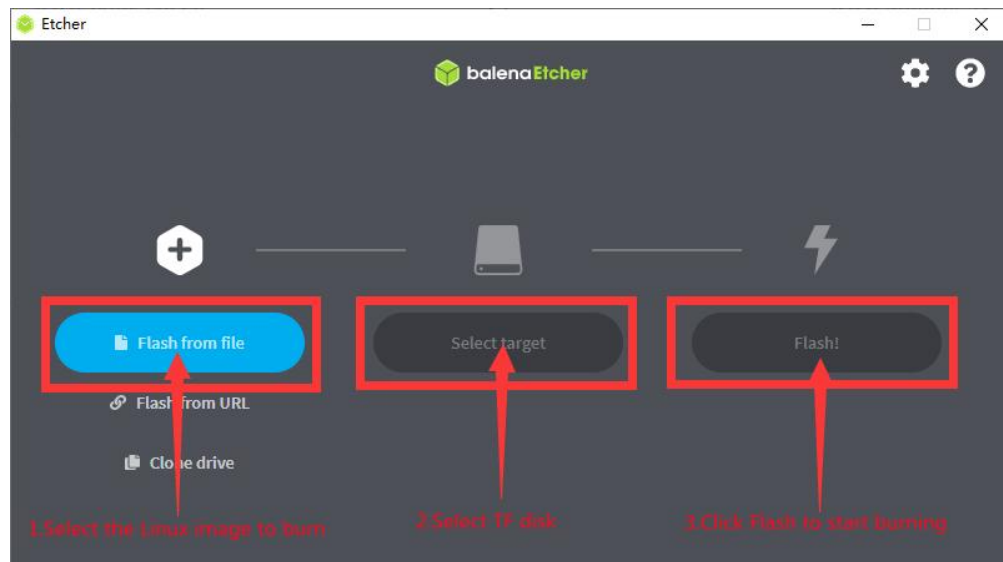 Etcher
balenaEtcher
Flash from file
Select target
Flash!
Flash from URL
Clone drive
1.Select the Linux image to burn
2.Select TF disk
3.Click Flash to start burning